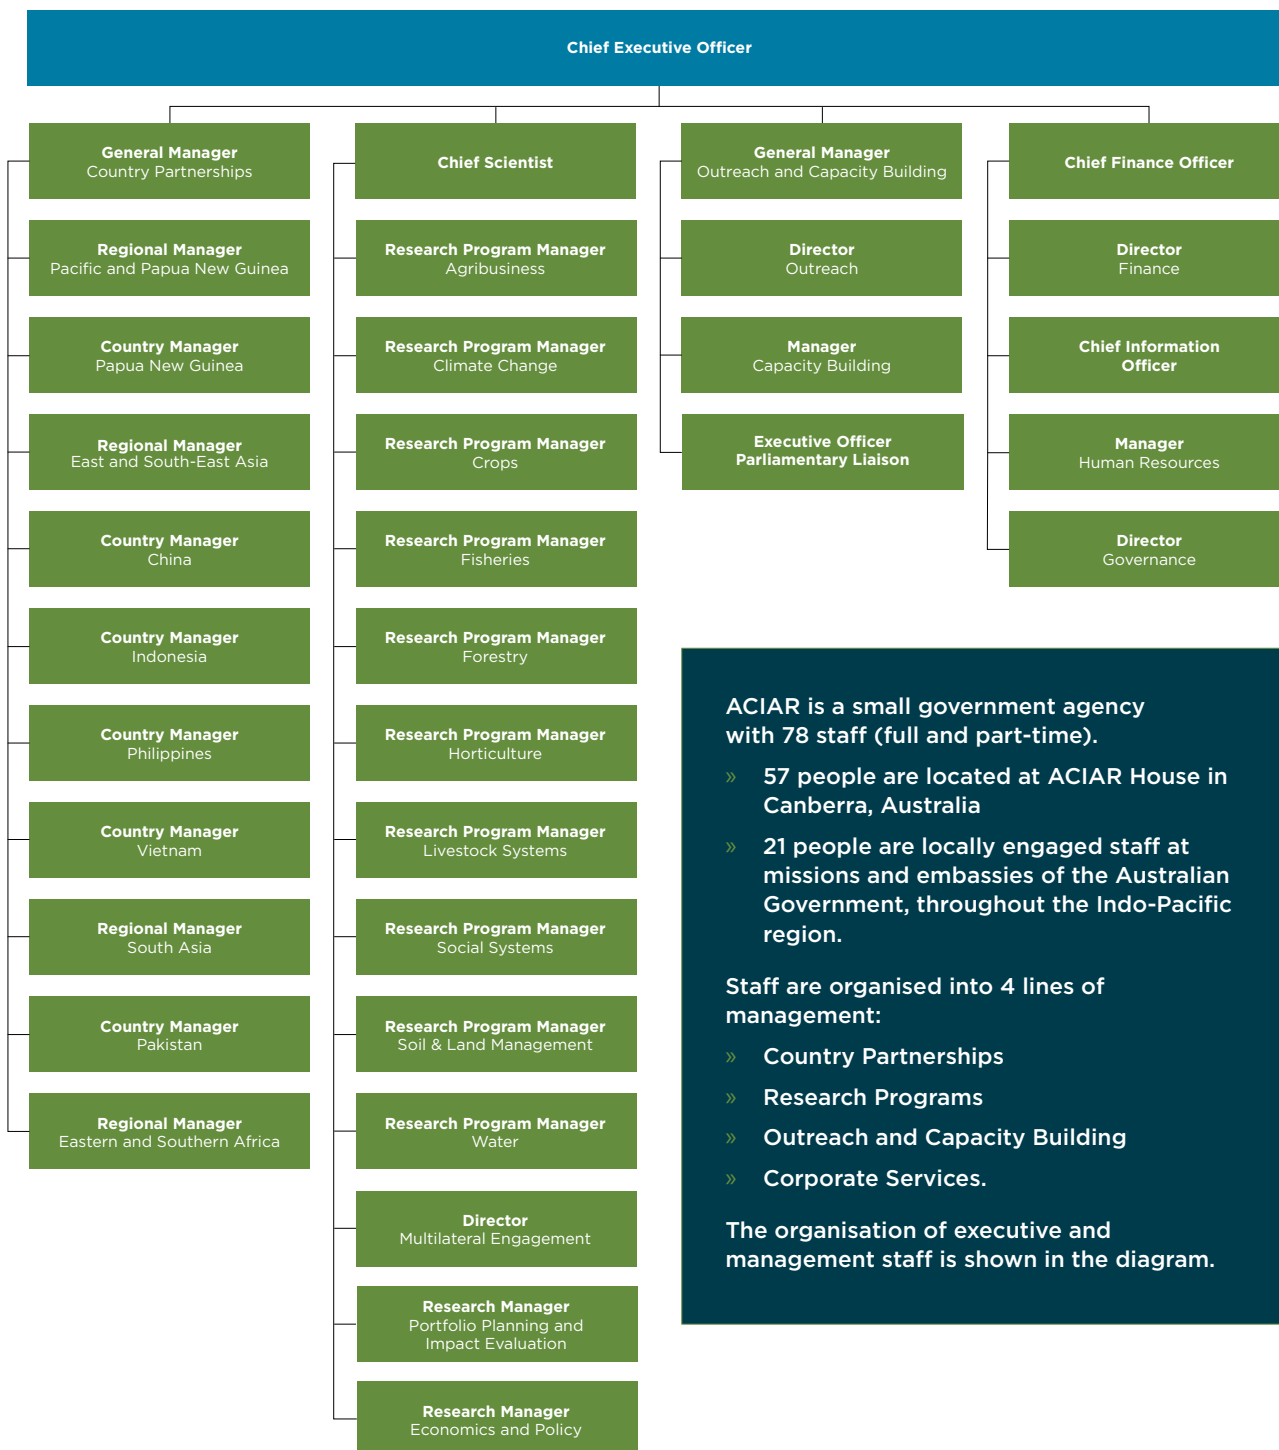 Chief Executive Officer
General Manager
Country Partnerships
Regional Manager
Pacific and Papua New Guinea
Country Manager
Papua New Guinea
Regional Manager
East and South-East Asia
Country Manager
China
Country Manager
Indonesia
Country Manager
Philippines
Country Manager
Vietnam
Regional Manager
South Asia
Country Manager
Pakistan
Regional Manager
Eastern and Southern Africa
Chief Scientist
Research Program Manager
Agribusiness
Research Program Manager
Climate Change
Research Program Manager
Crops
Research Program Manager
Fisheries
Research Program Manager
Forestry
Research Program Manager
Horticulture
Research Program Manager
Livestock Systems
Research Program Manager
Social Systems
Research Program Manager
Soil & Land Management
Research Program Manager
Water
Director
Multilateral Engagement
Research Manager
Portfolio Planning and
Impact Evaluation
Research Manager
Economics and Policy
General Manager
Outreach and Capacity Building
Director
Outreach
Manager
Capacity Building
Executive Officer
Parliamentary Liaison
Chief Finance Officer
Director
Finance
Chief Information
Officer
Manager
Human Resources
Director
Governance
ACIAR is a small government agency
with 78 staff (full and part-time).
» 57 people are located at ACIAR House in
Canberra, Australia
» 21 people are locally engaged staff at
missions and embassies of the Australian
Government, throughout the Indo-Pacific
region.
Staff are organised into 4 lines of
management:
» Country Partnerships
» Research Programs
» Outreach and Capacity Building
» Corporate Services.
The organisation of executive and
management staff is shown in the diagram.